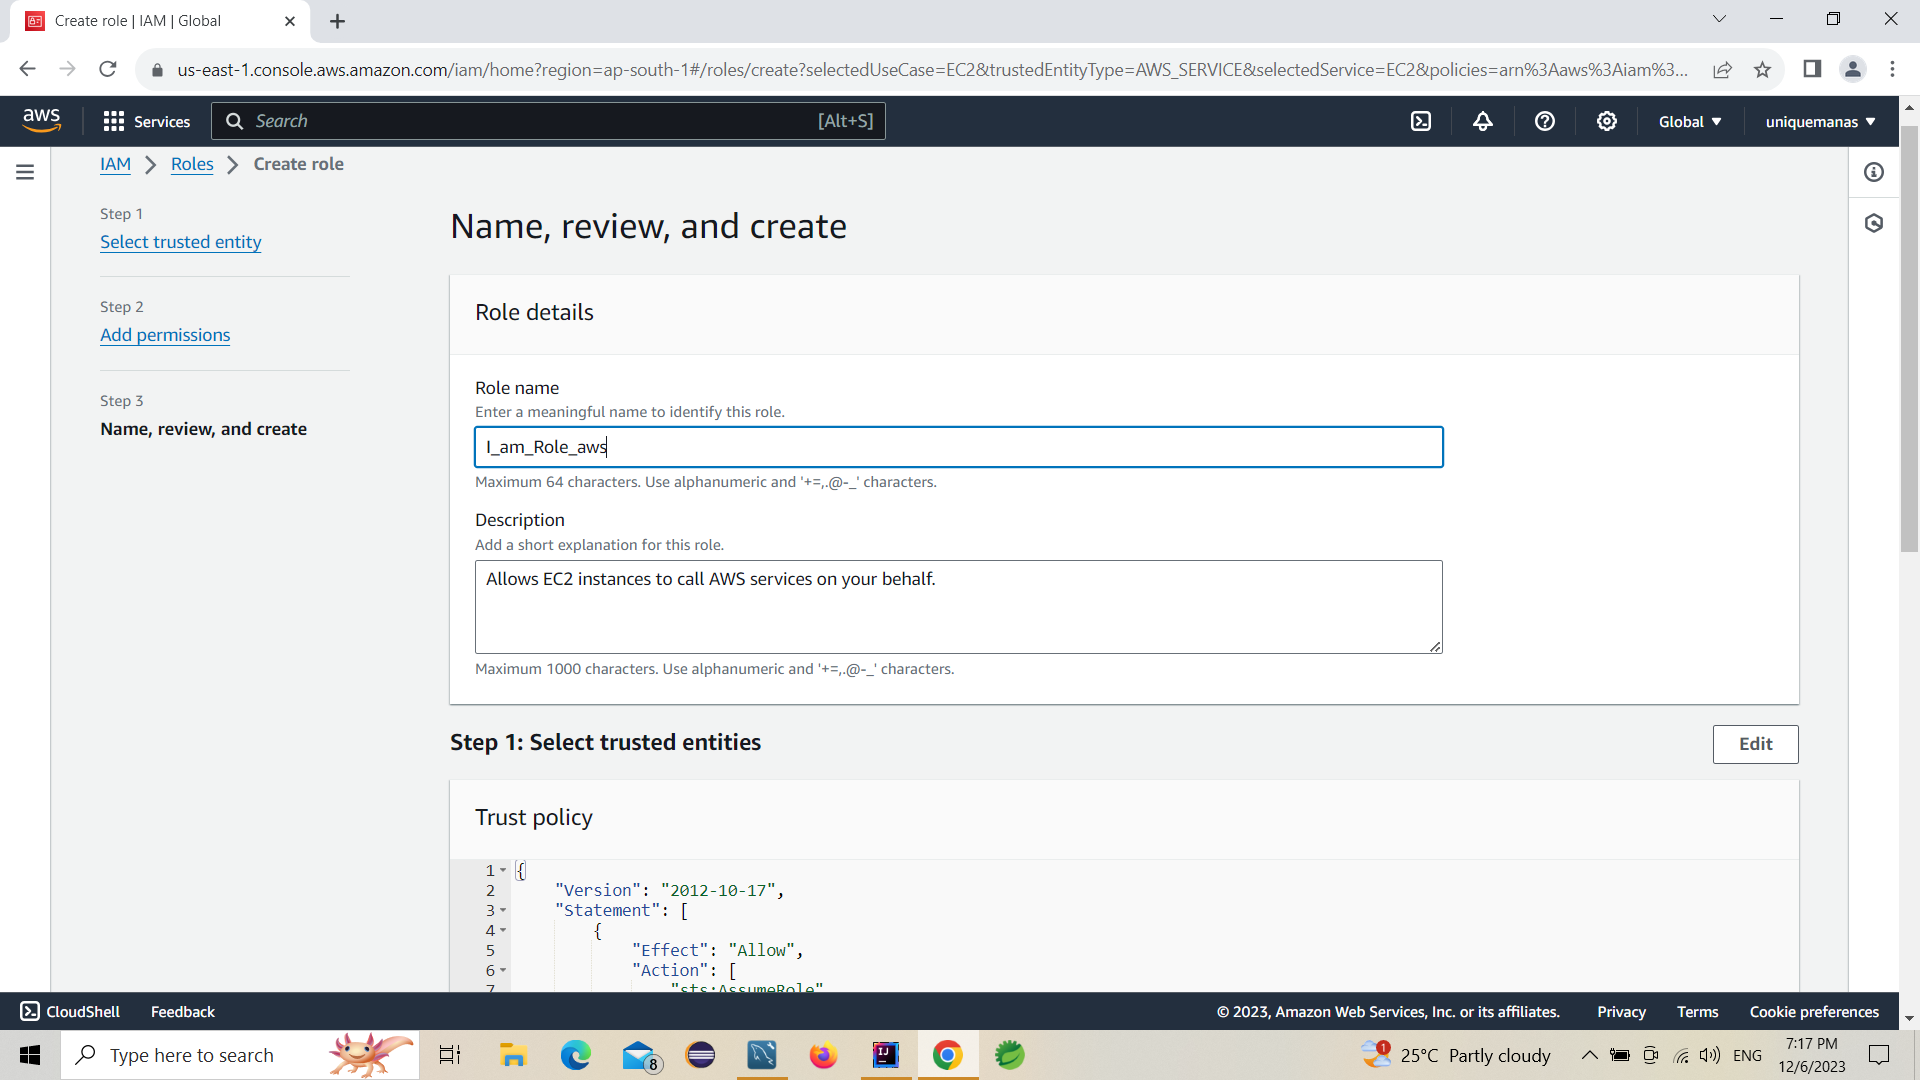 Create role | IAM | Global
us-east-1.console.aws.amazon.com/iam/home?region=ap-south-1#/roles/create?selectedUseCase=EC2&trustedEntityType=AWS_SERVICE&selectedService=EC2&policies=arn%3Aaws%3Aiam%3...
aws
Services
Search
[Alt+S]
Global
uniquemanas
IAM
Roles
Create role
Step 1
Select trusted entity
Step 2
Add permissions
Step 3
Name, review, and create
Name, review, and create
Role details
Role name
Enter a meaningful name to identify this role.
I_am_Role_aws
Maximum 64 characters. Use alphanumeric and '+=,.@-_' characters.
Description
Add a short explanation for this role.
Allows EC2 instances to call AWS services on your behalf.
Maximum 1000 characters. Use alphanumeric and '+=,.@-_' characters.
Step 1: Select trusted entities
Edit
Trust policy
1 {
2 "Version": "2012-10-17",
3 "Statement": [
4 {
5 "Effect": "Allow",
6 "Action": [
7 "sts:AssumeRole"
CloudShell
Feedback
© 2023, Amazon Web Services, Inc. or its affiliates.
Privacy
Terms
Cookie preferences
Type here to search
8
IJ
1
25°C Partly cloudy
ENG
7:17 PM
12/6/2023